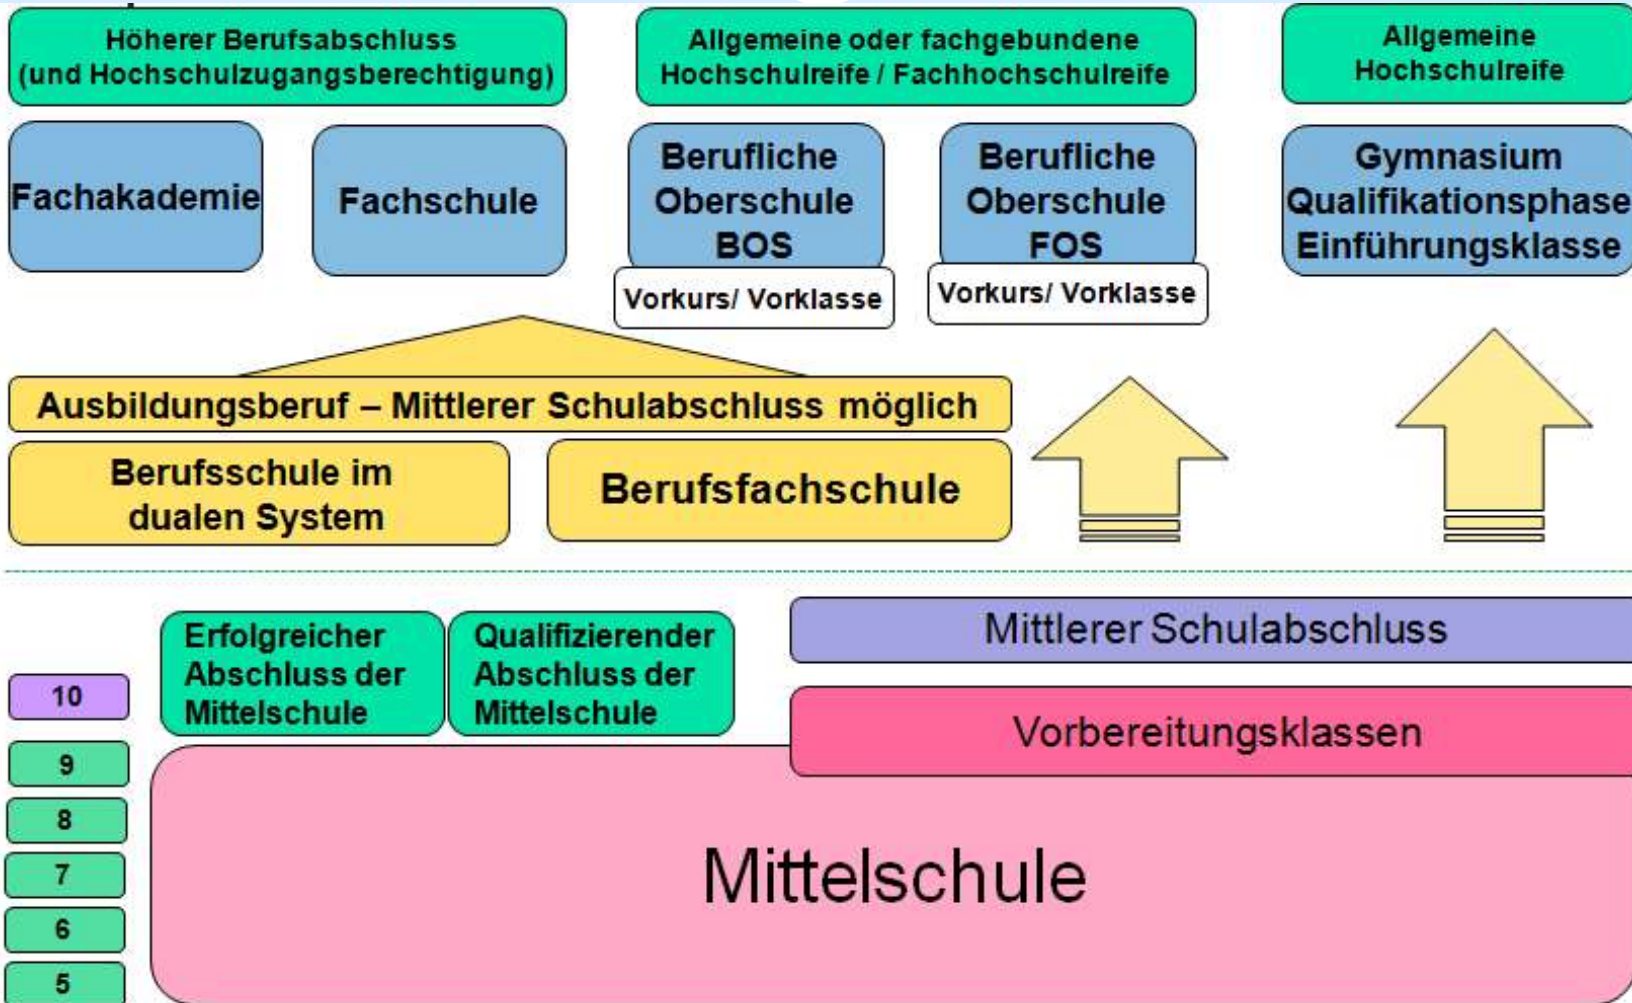 Höherer Berufsabschluss
(und Hochschulzugangsberechtigung)
Allgemeine oder fachgebundene
Hochschulreife / Fachhochschulreife
Allgemeine
Hochschulreife
Fachakademie
Fachschule
Berufliche
Oberschule
BOS
Vorkurs/ Vorklasse
Berufliche
Oberschule
FOS
Vorkurs/ Vorklasse
Gymnasium
Qualifikationsphase
Einführungsklasse
Ausbildungsberuf – Mittlerer Schulabschluss möglich
Berufsschule im
dualen System
Berufsfachschule
Erfolgreicher
Abschluss der
Mittelschule
Qualifizierender
Abschluss der
Mittelschule
Mittlerer Schulabschluss
Vorbereitungsklassen
10
9
8
7
6
5
Mittelschule